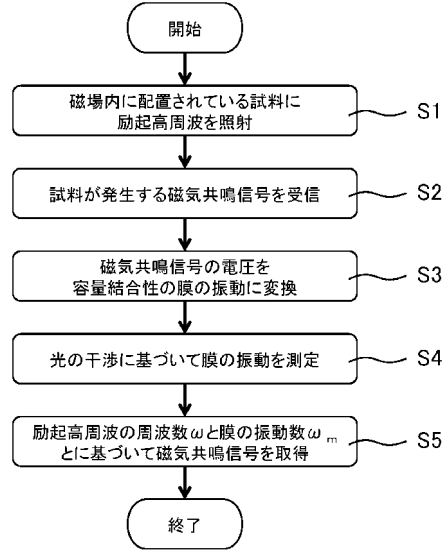 開始
磁場内に配置されている試料に
励起高周波を照射
S1
試料が発生する磁気共鳴信号を受信
S2
磁気共鳴信号の電圧を
容量結合性の膜の振動に変換
S3
光の干渉に基づいて膜の振動を測定
S4
励起高周波の周波数ωと膜の振動数ωm
とに基づいて磁気共鳴信号を取得
S5
終了